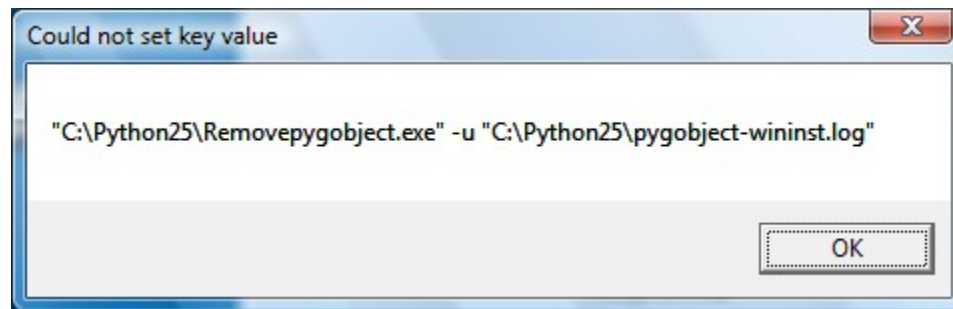 Could not set key value
"C:\Python25\Removepygobject.exe" -u "C:\Python25\pygobject-wininst.log"
OK